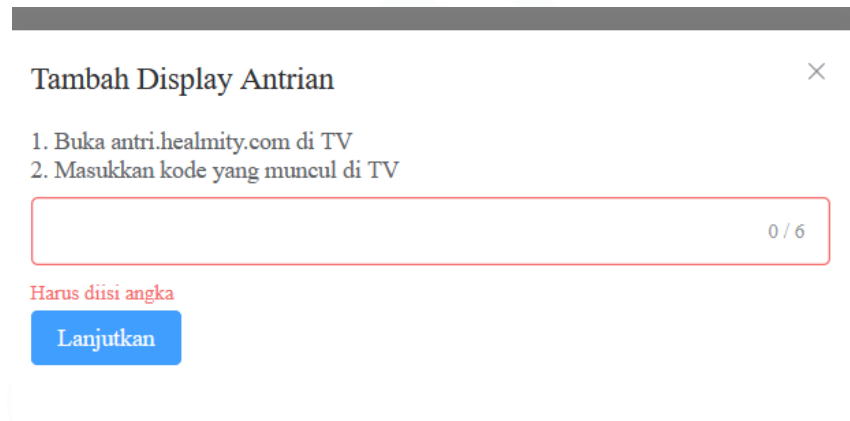 Tambah Display Antrian
1. Buka antri.healmity.com di TV
2. Masukkan kode yang muncul di TV
0 / 6
Harus diisi angka
Lanjutkan